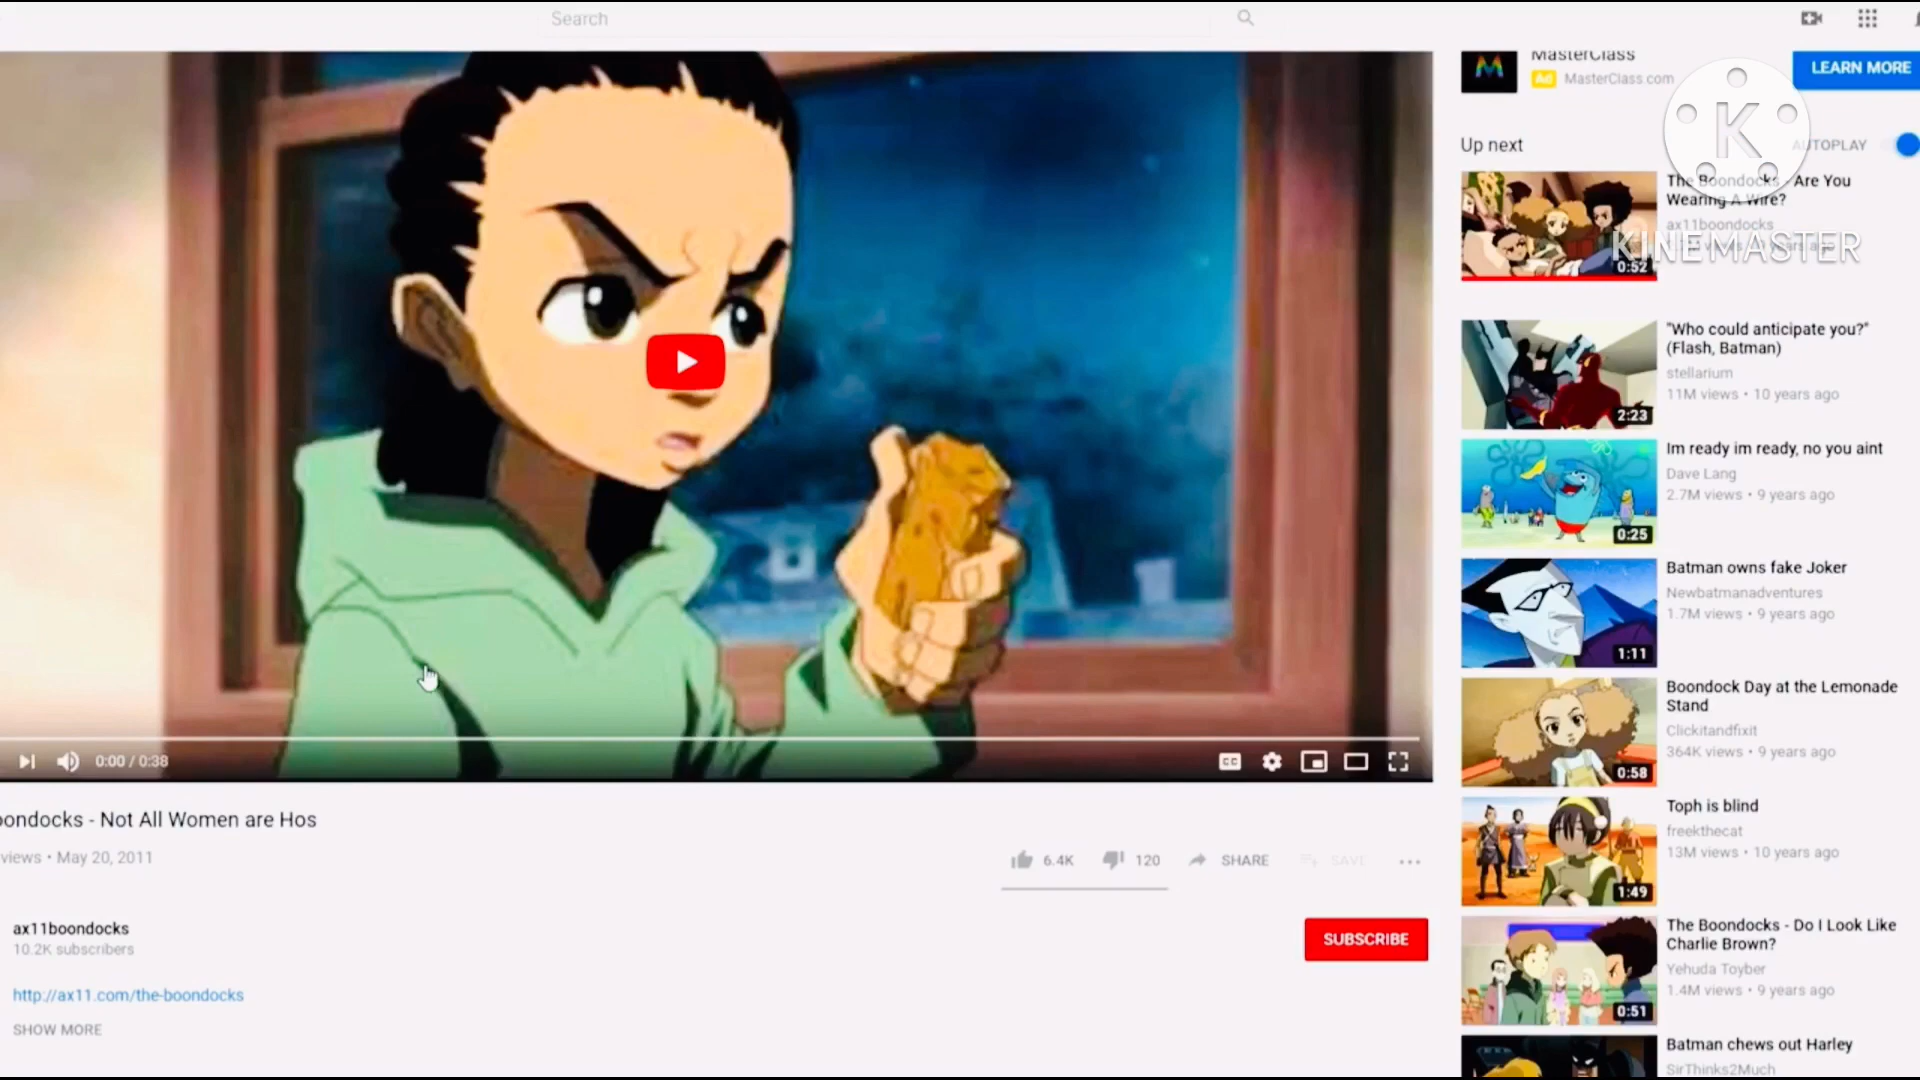 Search
MasterClass
Ad MasterClass.com
LEARN MORE
Up next
AUTOPLAY
K
KINEMASTER
The Boondocks - Are You
Wearing A Wire?
ax11boondocks
0:52
"Who could anticipate you?"
(Flash, Batman)
stellarium
11M views • 10 years ago
2:23
Im ready im ready, no you aint
Dave Lang
2.7M views • 9 years ago
0:25
Batman owns fake Joker
Newbatmanadventures
1.7M views • 9 years ago
1:11
Boondock Day at the Lemonade
Stand
Clickitandfixit
364K views • 9 years ago
0:58
Toph is blind
freekthecat
13M views • 10 years ago
1:49
The Boondocks - Do I Look Like
Charlie Brown?
Yehuda Toyber
1.4M views • 9 years ago
0:51
Batman chews out Harley
SirThinks2Much
0:00 / 0:38
CC
oondocks - Not All Women are Hos
views • May 20, 2011
6.4K 120 SHARE SAVE
ax11boondocks
10.2K subscribers
SUBSCRIBE
http://ax11.com/the-boondocks
SHOW MORE